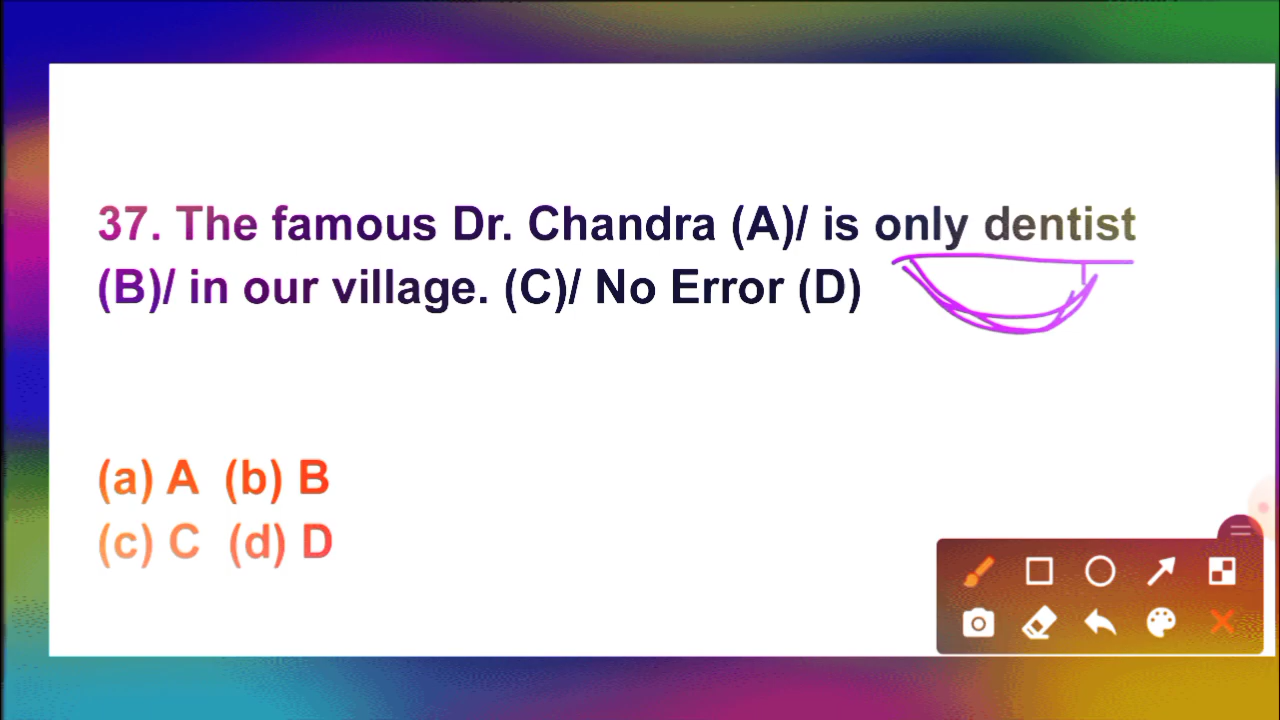 37. The famous Dr. Chandra (A)/ is only dentist
(B)/ in our village. (C)/ No Error (D)
(a) A (b) B
(c) C (d) D